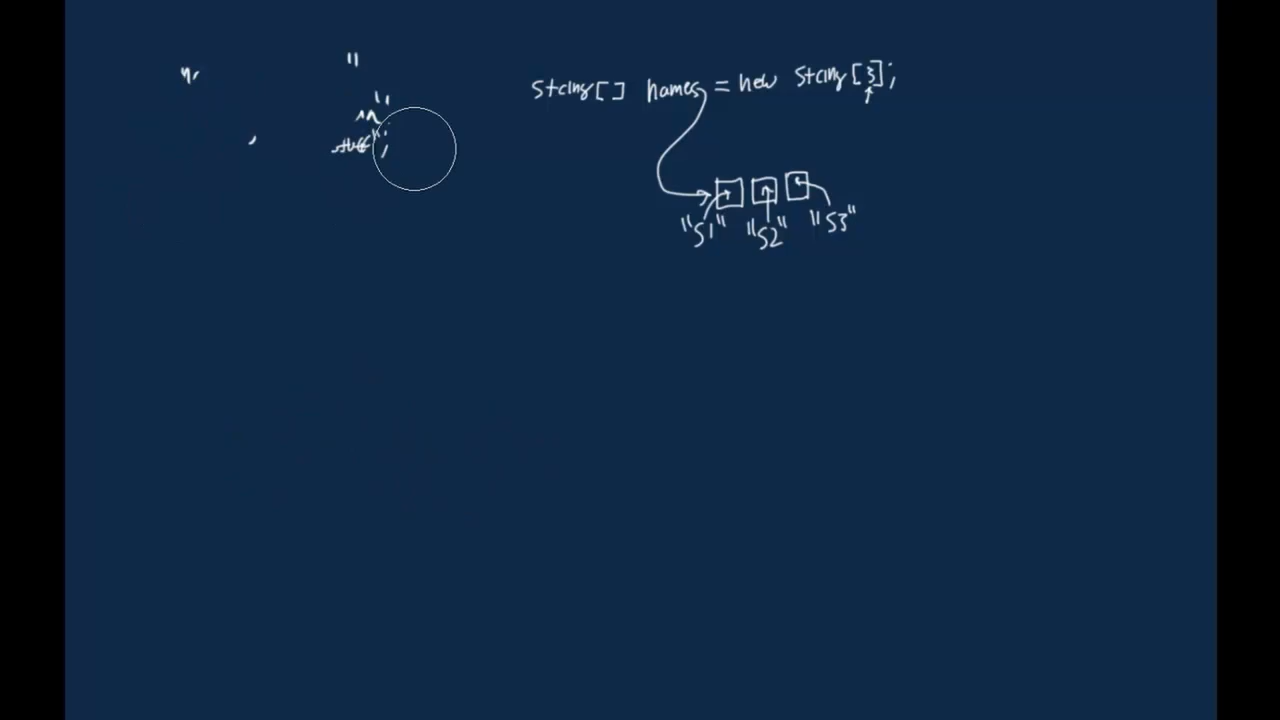 String[] names = new String[3];
"S1" "S2" "S3"